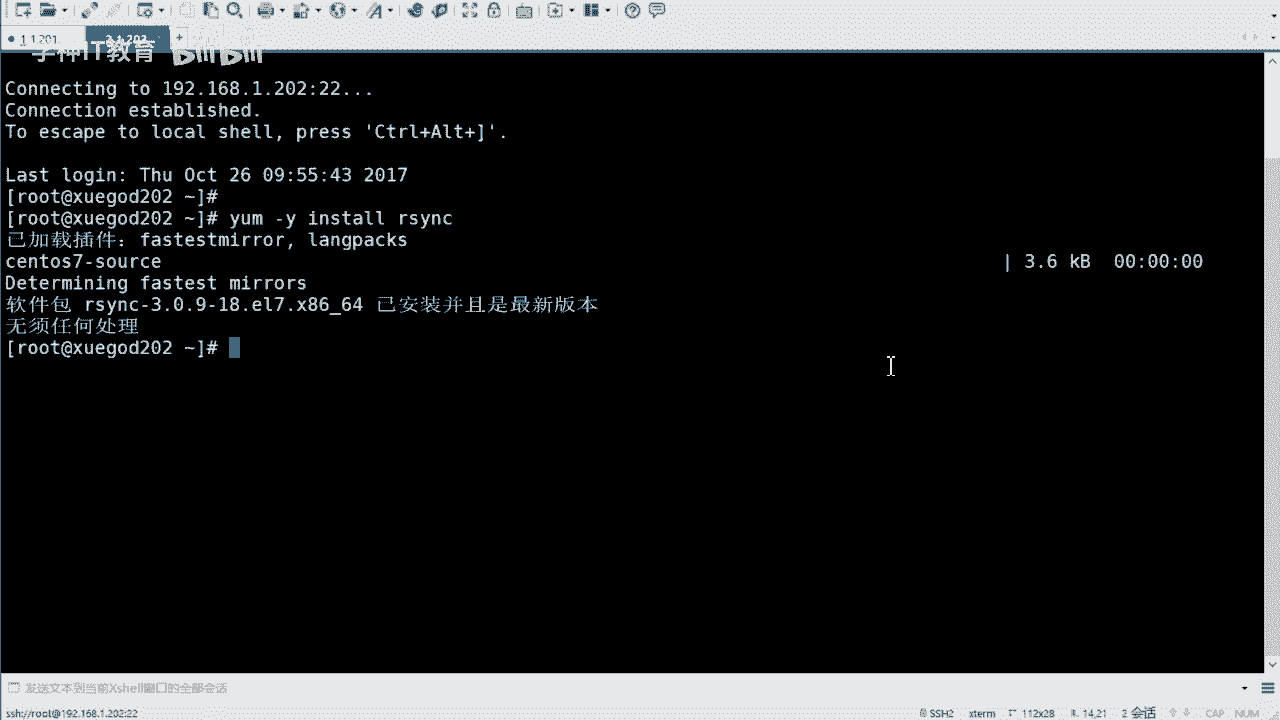 1 1.201
2 1.202
学神IT教育 bilibili
Connecting to 192.168.1.202:22...
Connection established.
To escape to local shell, press 'Ctrl+Alt+]'.
Last login: Thu Oct 26 09:55:43 2017
[root@xuegod202 ~]#
[root@xuegod202 ~]# yum -y install rsync
已加载插件：fastestmirror, langpacks
centos7-source | 3.6 kB 00:00:00
Determining fastest mirrors
软件包 rsync-3.0.9-18.el7.x86_64 已安装并且是最新版本
无须任何处理
[root@xuegod202 ~]#
发送文本到当前Xshell窗口的全部会话
ssh://root@192.168.1.202:22 SSH2 xterm 112x28 14,21 2 会话 CAP NUM